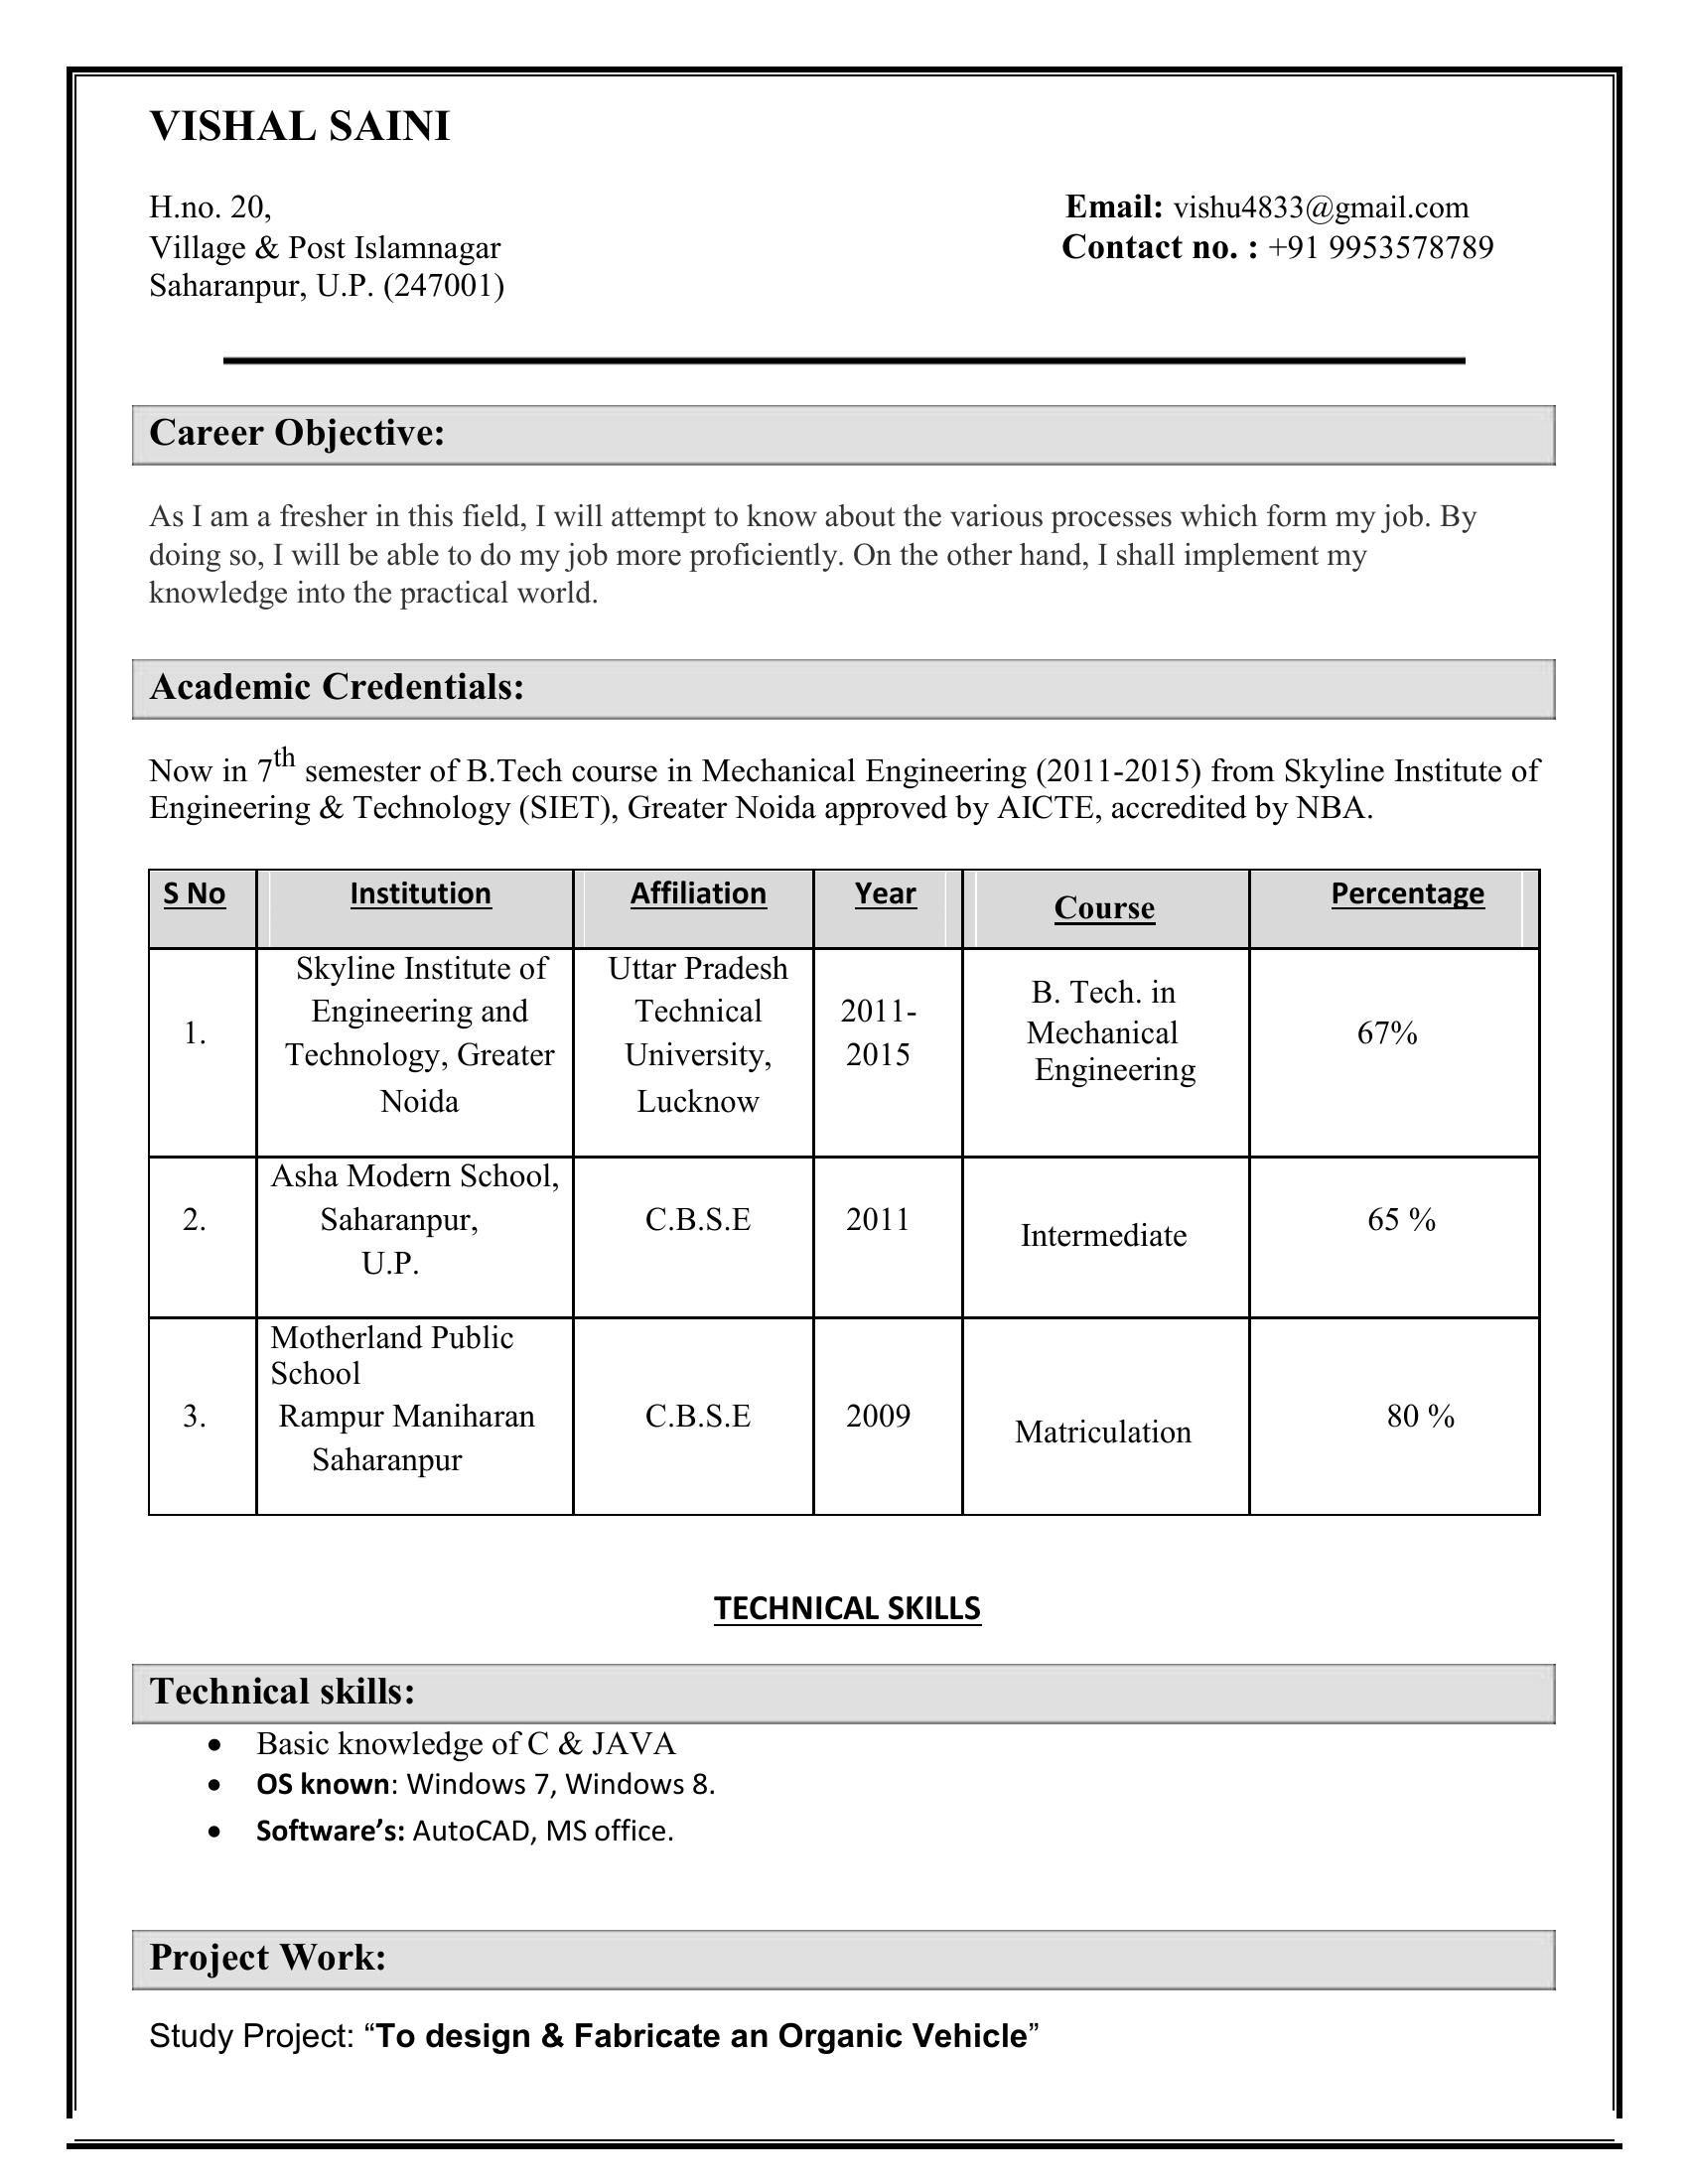 VISHAL SAINI
H.no. 20,
Village & Post Islamnagar
Saharanpur, U.P. (247001)
Email: vishu4833@gmail.com
Contact no. : +91 9953578789
Career Objective:
As I am a fresher in this field, I will attempt to know about the various processes which form my job. By
doing so, I will be able to do my job more proficiently. On the other hand, I shall implement my
knowledge into the practical world.
Academic Credentials:
Now in 7th semester of B.Tech course in Mechanical Engineering (2011-2015) from Skyline Institute of
Engineering & Technology (SIET), Greater Noida approved by AICTE, accredited by NBA.
S No Institution Affiliation Year Course Percentage
1.
Skyline Institute of
Engineering and
Technology, Greater
Noida
Uttar Pradesh
Technical
University,
Lucknow
2011-
2015
B. Tech. in
Mechanical
Engineering
67%
2.
Asha Modern School,
Saharanpur,
U.P.
C.B.S.E
2011
Intermediate
65 %
3.
Motherland Public
School
Rampur Maniharan
Saharanpur
C.B.S.E
2009
Matriculation
80 %
TECHNICAL SKILLS
Technical skills:
• Basic knowledge of C & JAVA
• OS known: Windows 7, Windows 8.
• Software’s: AutoCAD, MS office.
Project Work:
Study Project: “To design & Fabricate an Organic Vehicle”